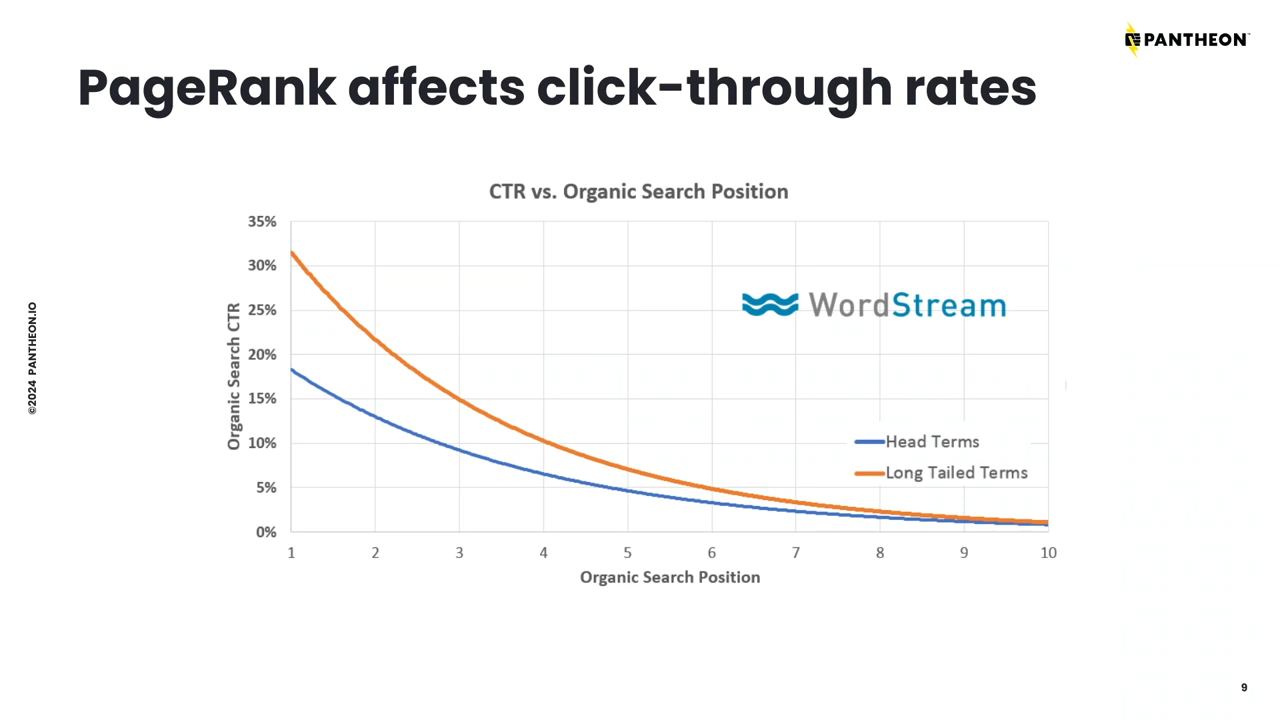 PANTHEON
PageRank affects click-through rates
CTR vs. Organic Search Position
35%
30%
25%
20%
15%
10%
5%
0%
Organic Search CTR
WordStream
Head Terms
Long Tailed Terms
1 2 3 4 5 6 7 8 9 10
Organic Search Position
©2024 PANTHEON.IO
9